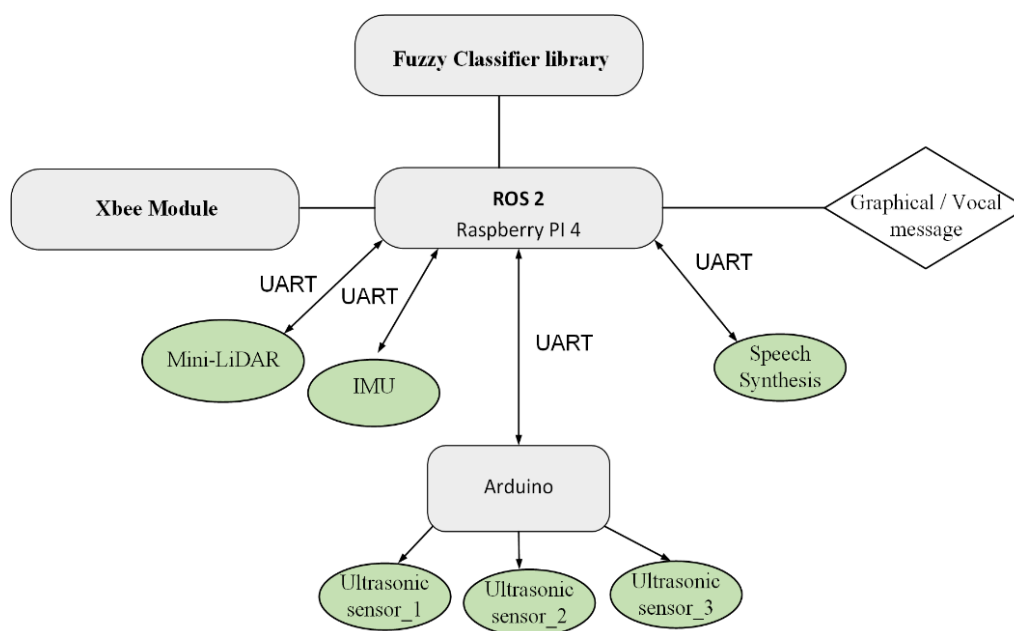 Fuzzy Classifier library
Xbee Module
ROS 2
Raspberry PI 4
Graphical / Vocal
message
UART
UART
UART
UART
Mini-LiDAR
IMU
Speech
Synthesis
Arduino
Ultrasonic
sensor_1
Ultrasonic
sensor_2
Ultrasonic
sensor_3